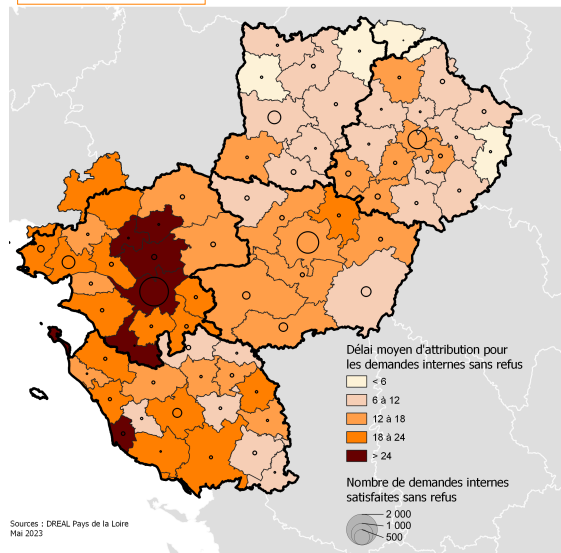 Délai moyen d'attribution pour
les demandes internes sans refus
< 6
6 à 12
12 à 18
18 à 24
> 24
Nombre de demandes internes
satisfaites sans refus
2 000
1 000
500
Sources : DREAL Pays de la Loire
Mai 2023